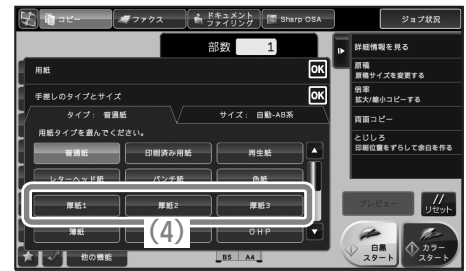 コピー ファクス ドキュメントファイリング Sharp OSA ジョブ状況
部数 1
用紙 OK
手差しのタイプとサイズ OK
タイプ: 普通紙 サイズ: 自動-AB系
用紙タイプを選んでください。
普通紙 印刷済み用紙 再生紙
レターヘッド紙 パンチ紙 色紙
厚紙1 厚紙2 厚紙3
薄紙 OHP
(4)
他の機能 B5 A4
詳細情報を見る
原稿
原稿サイズを変更する
倍率
拡大/縮小コピーする
両面コピー
とじしろ
印刷位置をずらして余白を作る
プレビュー リセット
白黒
スタート
カラー
スタート